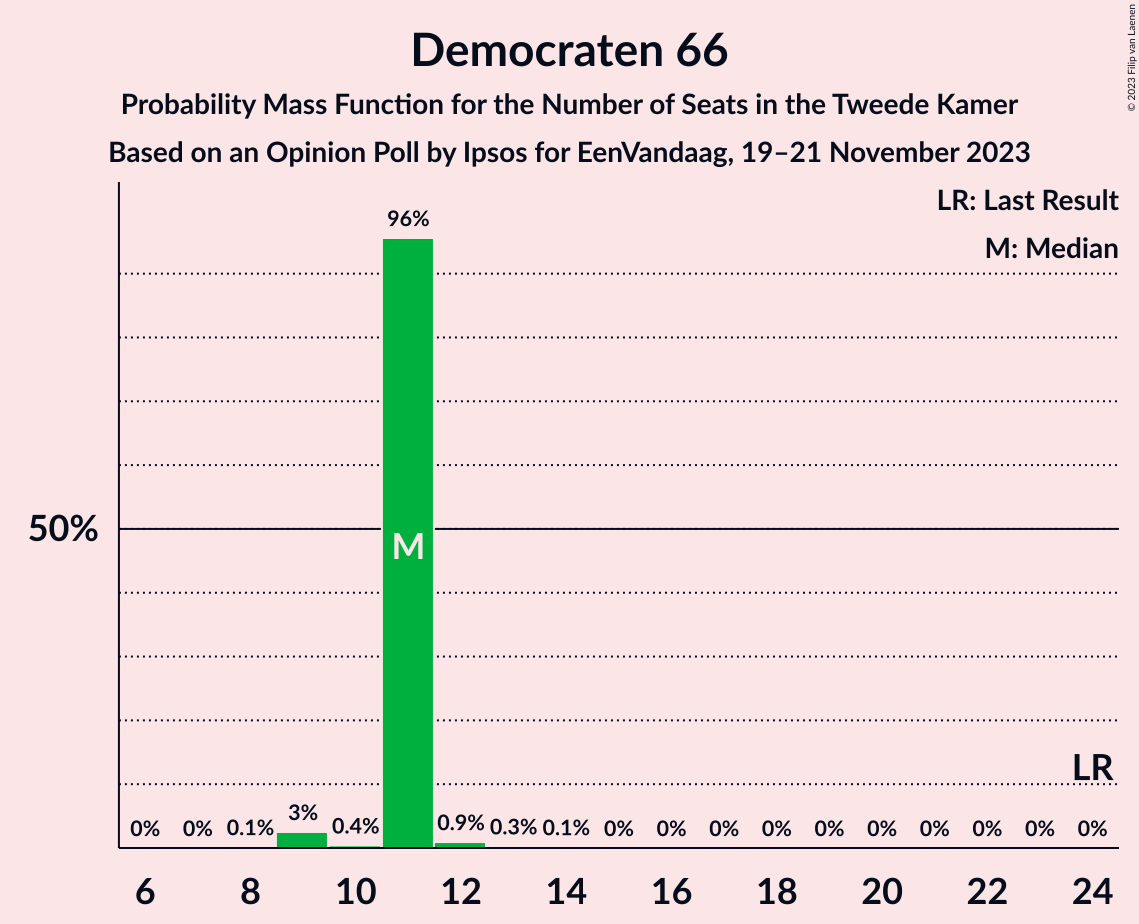 Democraten 66
Probability Mass Function for the Number of Seats in the Tweede Kamer
Based on an Opinion Poll by Ipsos for EenVandaag, 19–21 November 2023
© 2023 Filip van Laenen
LR: Last Result
M: Median
96%
50%
M
LR
0% 0% 0.1% 3% 0.4% 0.9% 0.3% 0.1% 0% 0% 0% 0% 0% 0% 0% 0% 0% 0%
6 8 10 12 14 16 18 20 22 24